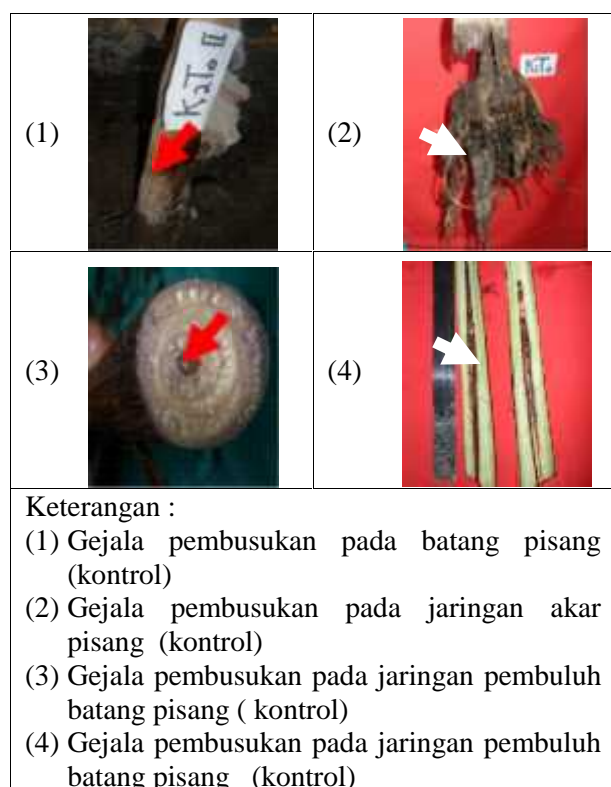 (1)
K2T0 II
(2)
(3)
(4)
Keterangan :
(1) Gejala pembusukan pada batang pisang
(kontrol)
(2) Gejala pembusukan pada jaringan akar
pisang (kontrol)
(3) Gejala pembusukan pada jaringan pembuluh
batang pisang ( kontrol)
(4) Gejala pembusukan pada jaringan pembuluh
batang pisang (kontrol)